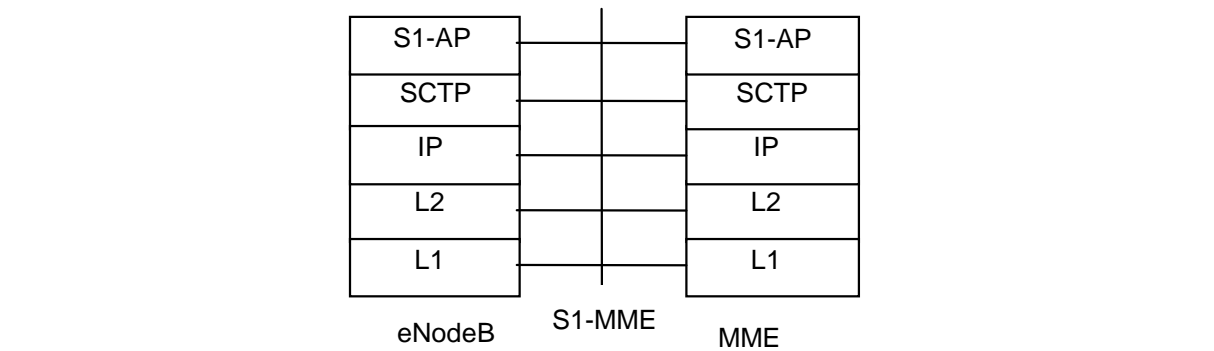 S1-AP S1-AP
SCTP SCTP
IP IP
L2 L2
L1 L1
eNodeB S1-MME MME